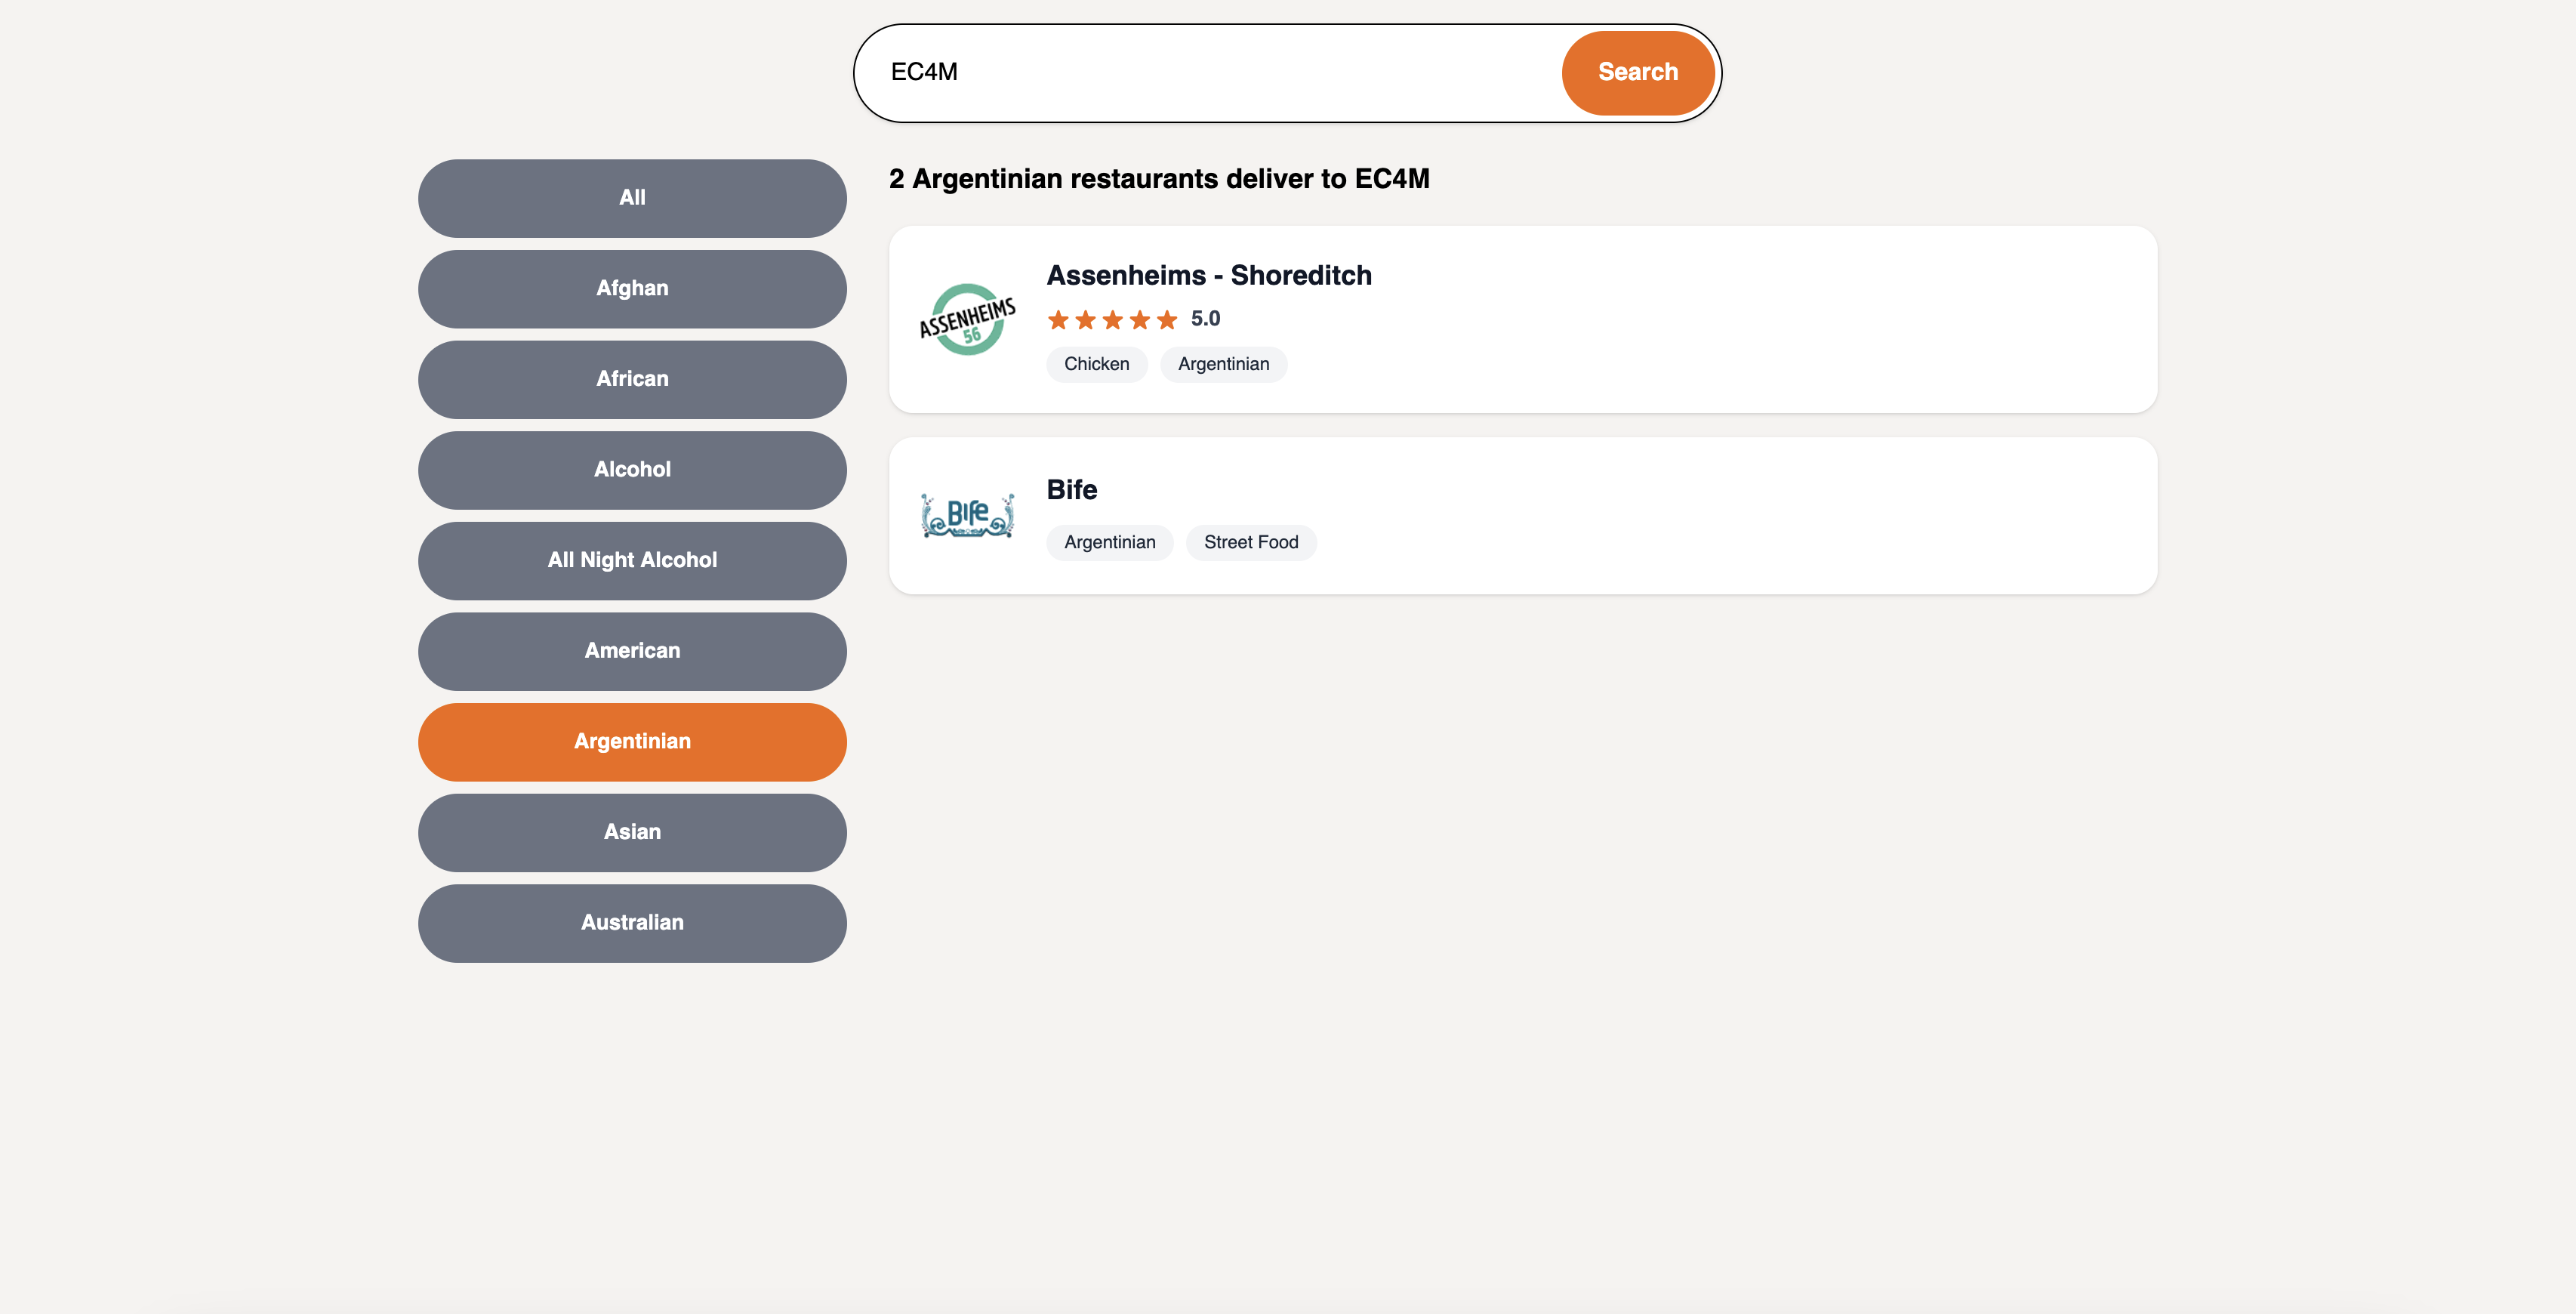 EC4M
Search
All
Afghan
African
Alcohol
All Night Alcohol
American
Argentinian
Asian
Australian
2 Argentinian restaurants deliver to EC4M
ASSENHEIMS
56
Assenheims - Shoreditch
5.0
Chicken
Argentinian
Bife
Bife
Argentinian
Street Food